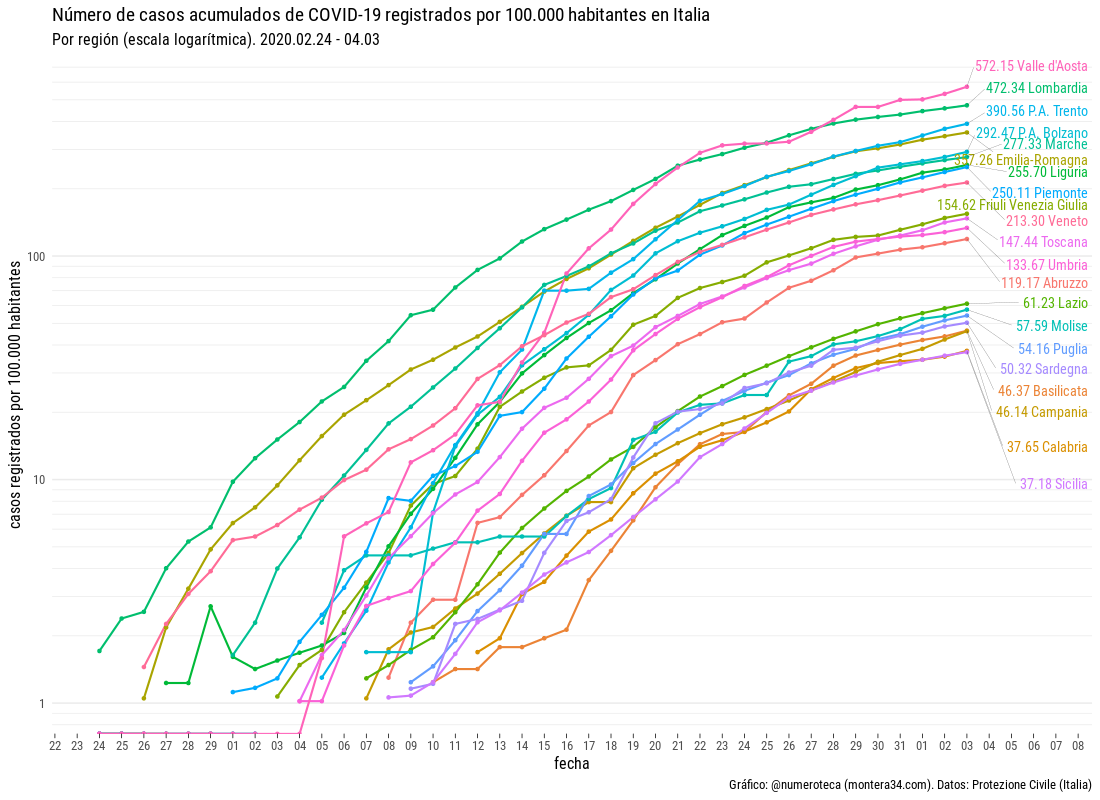 Número de casos acumulados de COVID-19 registrados por 100.000 habitantes en Italia
Por región (escala logarítmica). 2020.02.24 - 04.03
572.15 Valle d'Aosta
472.34 Lombardia
390.56 P.A. Trento
292.47 P.A. Bolzano
277.33 Marche
357.26 Emilia-Romagna
255.70 Liguria
250.11 Piemonte
154.62 Friuli Venezia Giulia
213.30 Veneto
147.44 Toscana
133.67 Umbria
119.17 Abruzzo
61.23 Lazio
57.59 Molise
54.16 Puglia
50.32 Sardegna
46.37 Basilicata
46.14 Campania
37.65 Calabria
37.18 Sicilia
casos registrados por 100.000 habitantes
100
10
1
22 23 24 25 26 27 28 29 01 02 03 04 05 06 07 08 09 10 11 12 13 14 15 16 17 18 19 20 21 22 23 24 25 26 27 28 29 30 31 01 02 03 04 05 06 07 08
fecha
Gráfico: @numeroteca (montera34.com). Datos: Protezione Civile (Italia)